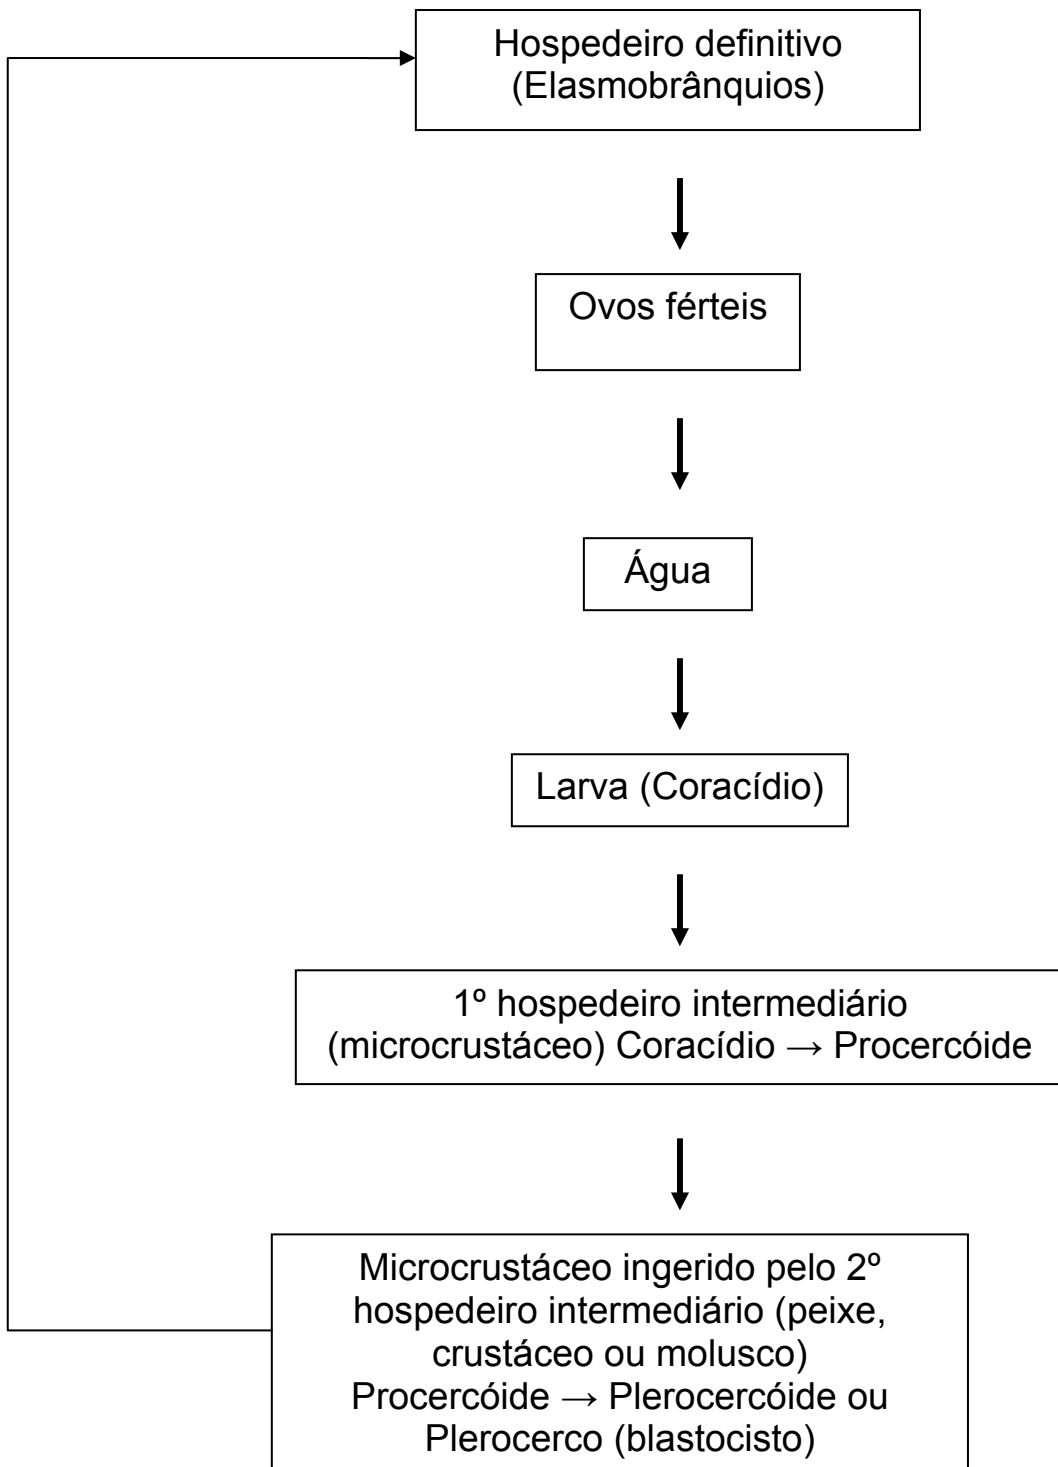 Hospedeiro definitivo
(Elasmobrânquios)
Ovos férteis
Água
Larva (Coracídio)
1º hospedeiro intermediário
(microcrustáceo) Coracídio → Procercóide
Microcrustáceo ingerido pelo 2º
hospedeiro intermediário (peixe,
crustáceo ou molusco)
Procercóide → Plerocercóide ou
Plerocerco (blastocisto)